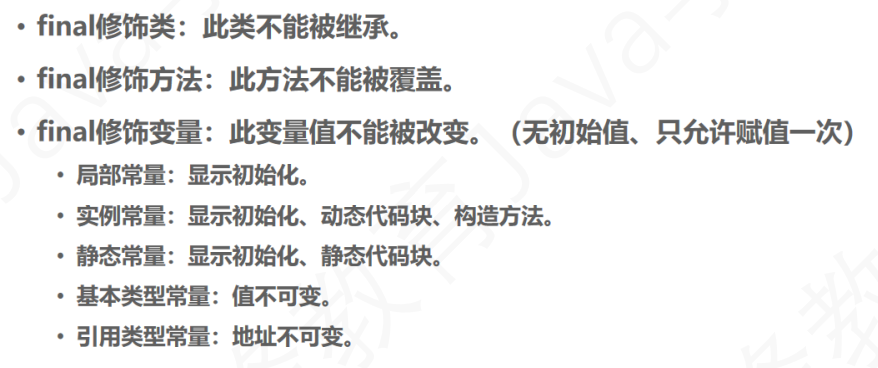 • final修饰类：此类不能被继承。
• final修饰方法：此方法不能被覆盖。
• final修饰变量：此变量值不能被改变。（无初始值、只允许赋值一次）
• 局部常量：显示初始化。
• 实例常量：显示初始化、动态代码块、构造方法。
• 静态常量：显示初始化、静态代码块。
• 基本类型常量：值不可变。
• 引用类型常量：地址不可变。